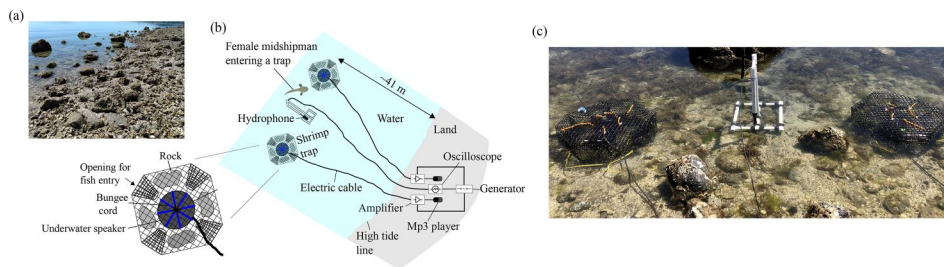 (a)
(b)
(c)
Female midshipman
entering a trap
~41 m
Hydrophone
Water
Land
Shrimp
trap
Oscilloscope
Electric cable
Generator
Amplifier
Mp3 player
High tide
line
Rock
Opening for
fish entry
Bungee
cord
Underwater speaker